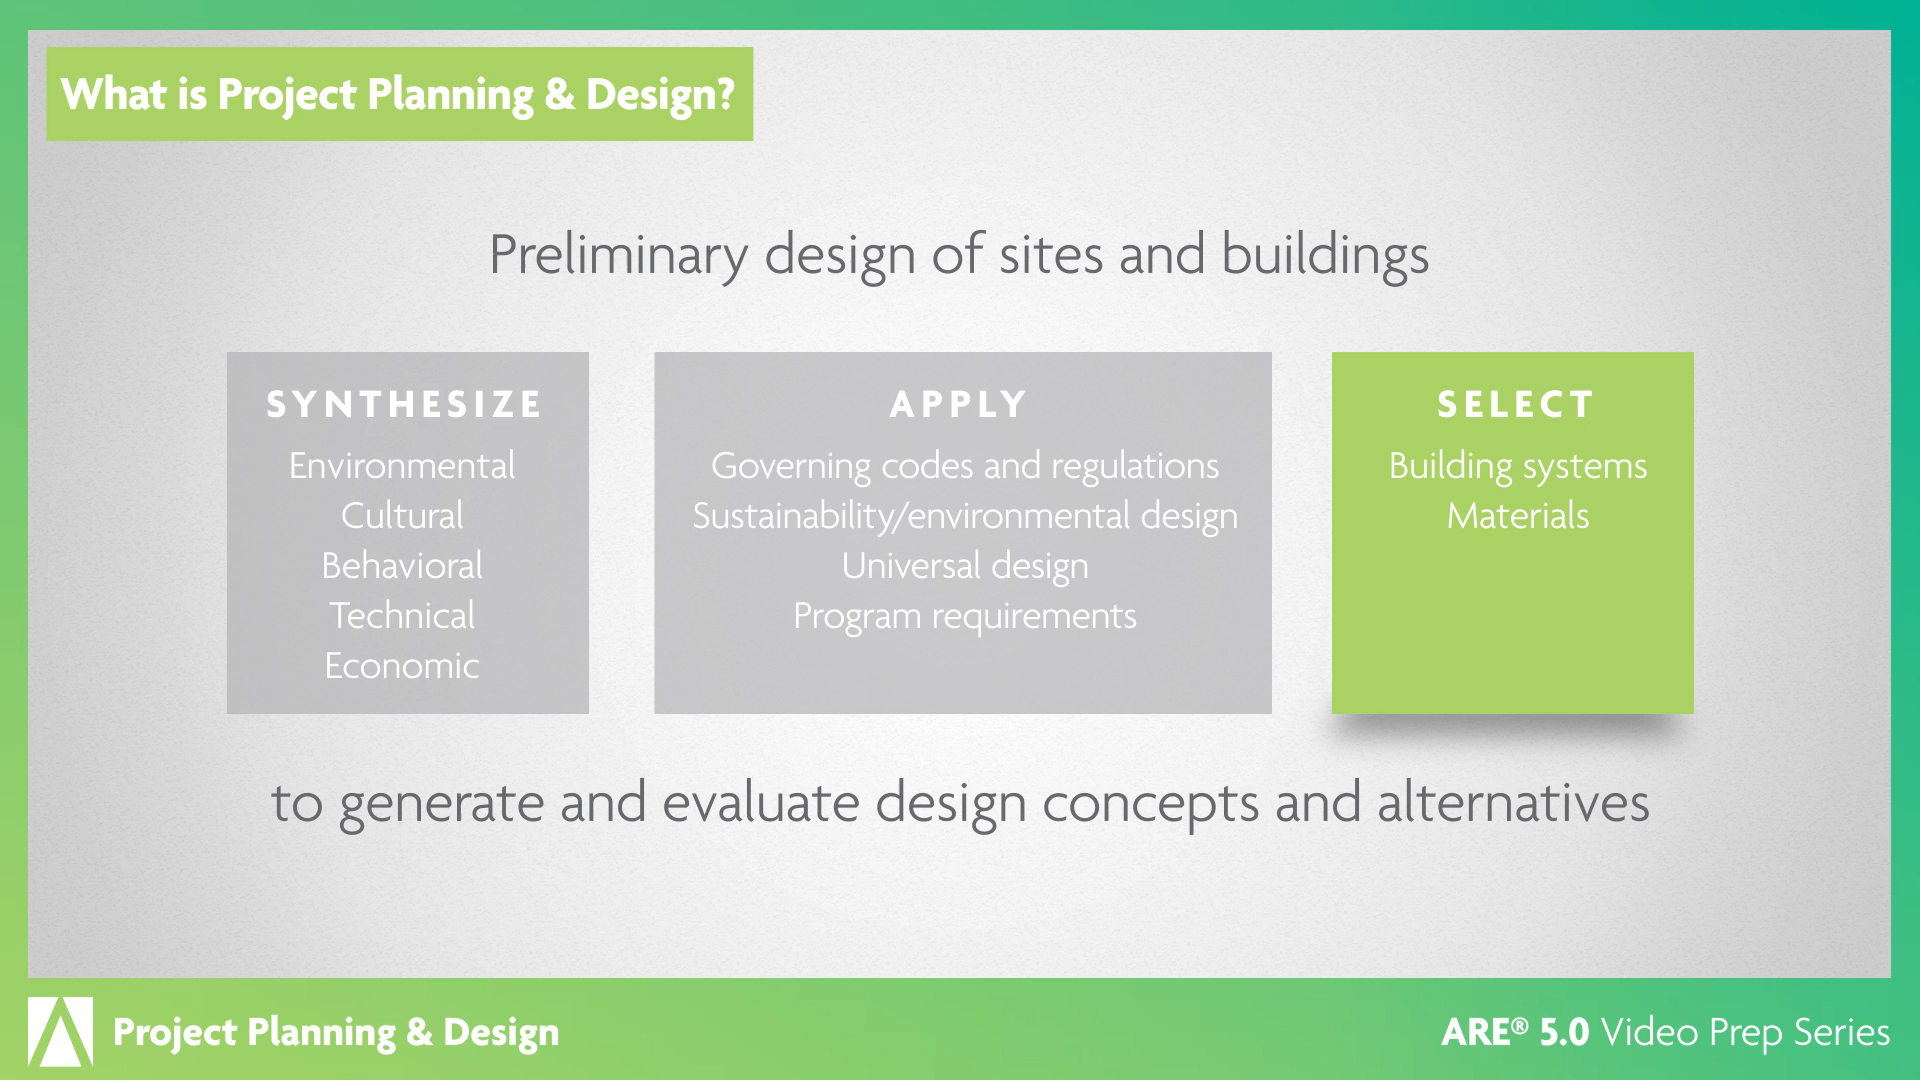 What is Project Planning & Design?
Preliminary design of sites and buildings
SYNTHESIZE
Environmental
Cultural
Behavioral
Technical
Economic
APPLY
Governing codes and regulations
Sustainability/environmental design
Universal design
Program requirements
SELECT
Building systems
Materials
to generate and evaluate design concepts and alternatives
Project Planning & Design
ARE® 5.0 Video Prep Series